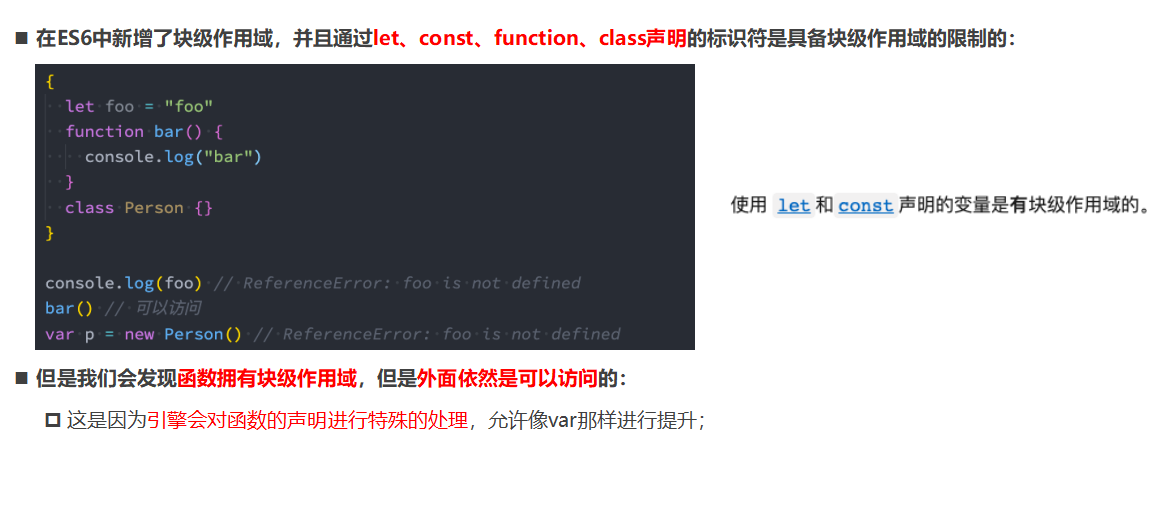 ■ 在ES6中新增了块级作用域，并且通过let、const、function、class声明的标识符是具备块级作用域的限制的：
{
  let foo = "foo"
  function bar() {
    console.log("bar")
  }
  class Person {}
}
使用 let和const声明的变量是有块级作用域的。
console.log(foo) // ReferenceError: foo is not defined
bar() // 可以访问
var p = new Person() // ReferenceError: foo is not defined
■ 但是我们会发现函数拥有块级作用域，但是外面依然是可以访问的：
这是因为引擎会对函数的声明进行特殊的处理，允许像var那样进行提升；